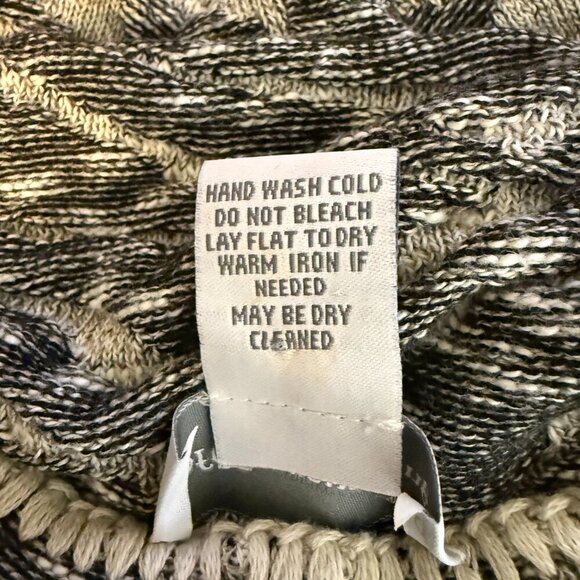 HAND WASH COLD
DO NOT BLEACH
LAY FLAT TO DRY
WARM IRON IF
NEEDED
MAY BE DRY
CLEANED